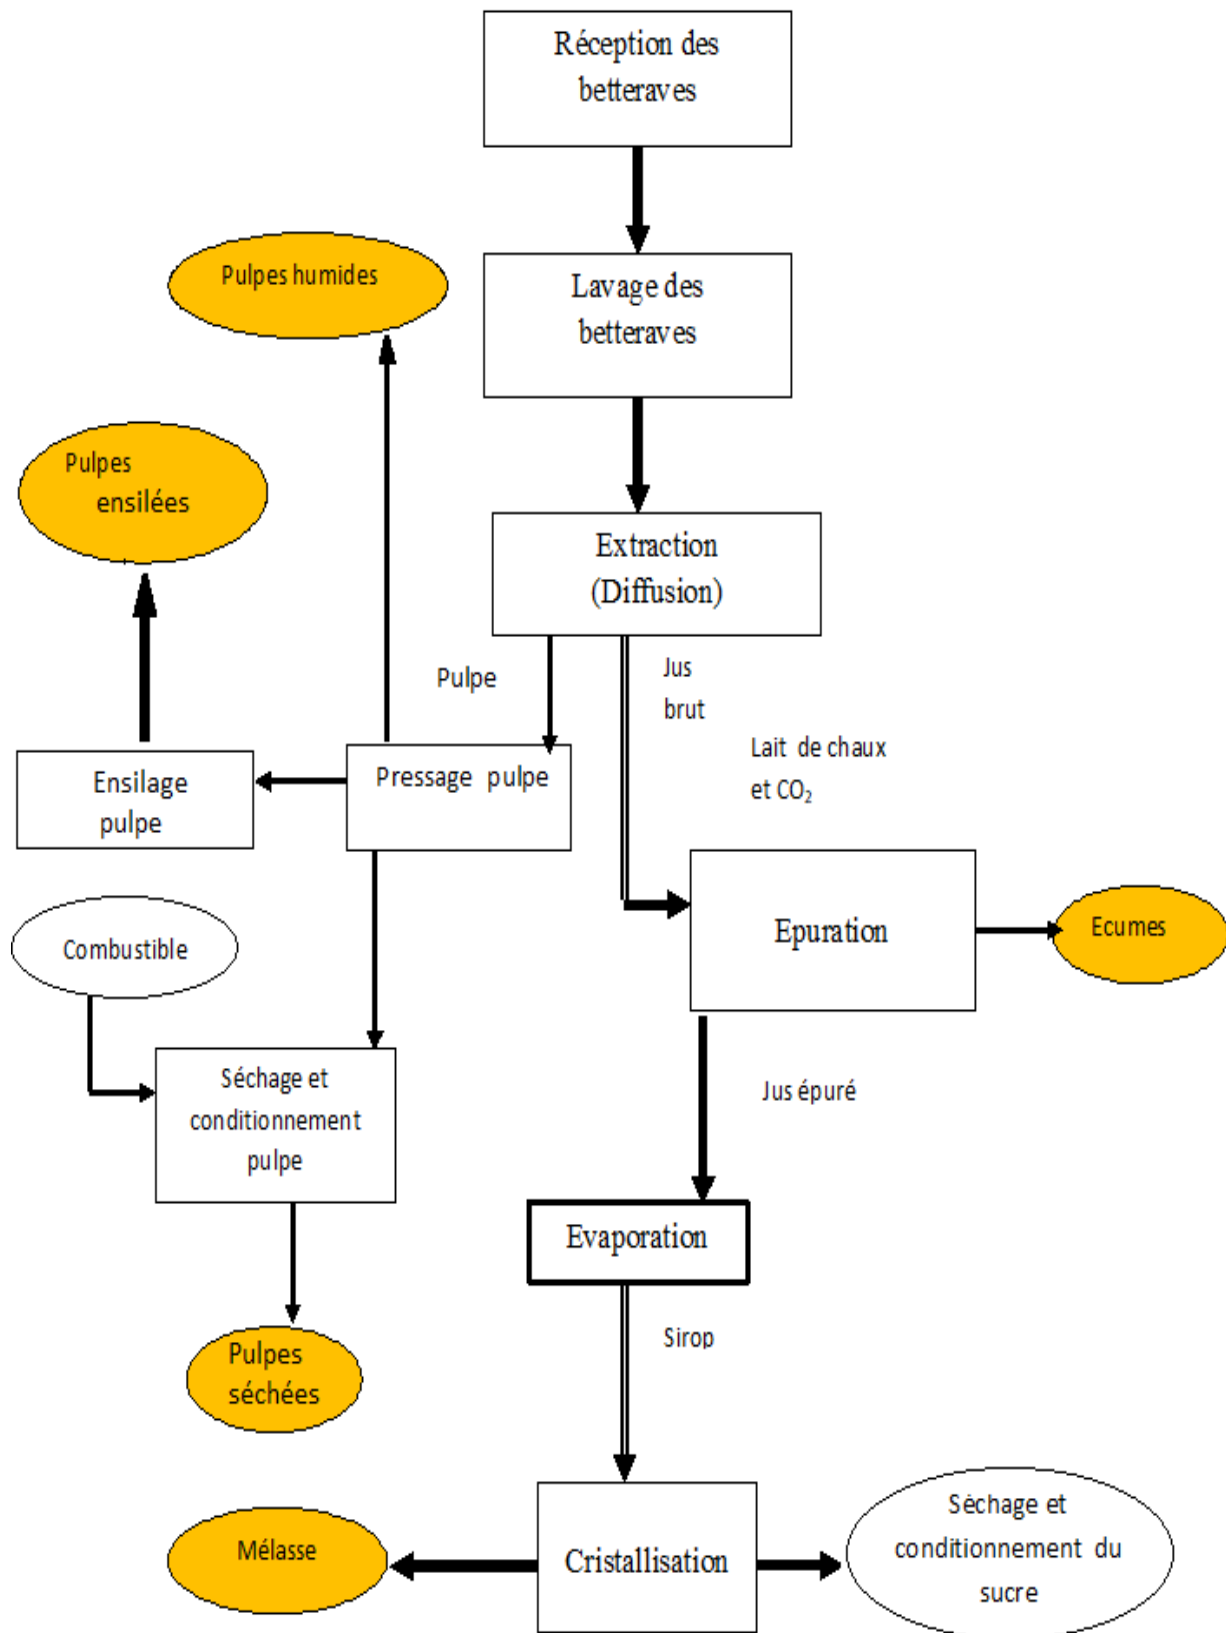 Réception des
betteraves
Pulpes humides
Lavage des
betteraves
Pulpes
ensilées
Extraction
(Diffusion)
Pulpe
Jus
brut
Lait de chaux
et CO₂
Ensilage
pulpe
Pressage pulpe
Combustible
Epuration
Ecumes
Séchage et
conditionnement
pulpe
Jus épuré
Evaporation
Sirop
Pulpes
séchées
Mélasse
Cristallisation
Séchage et
conditionnement du
sucre